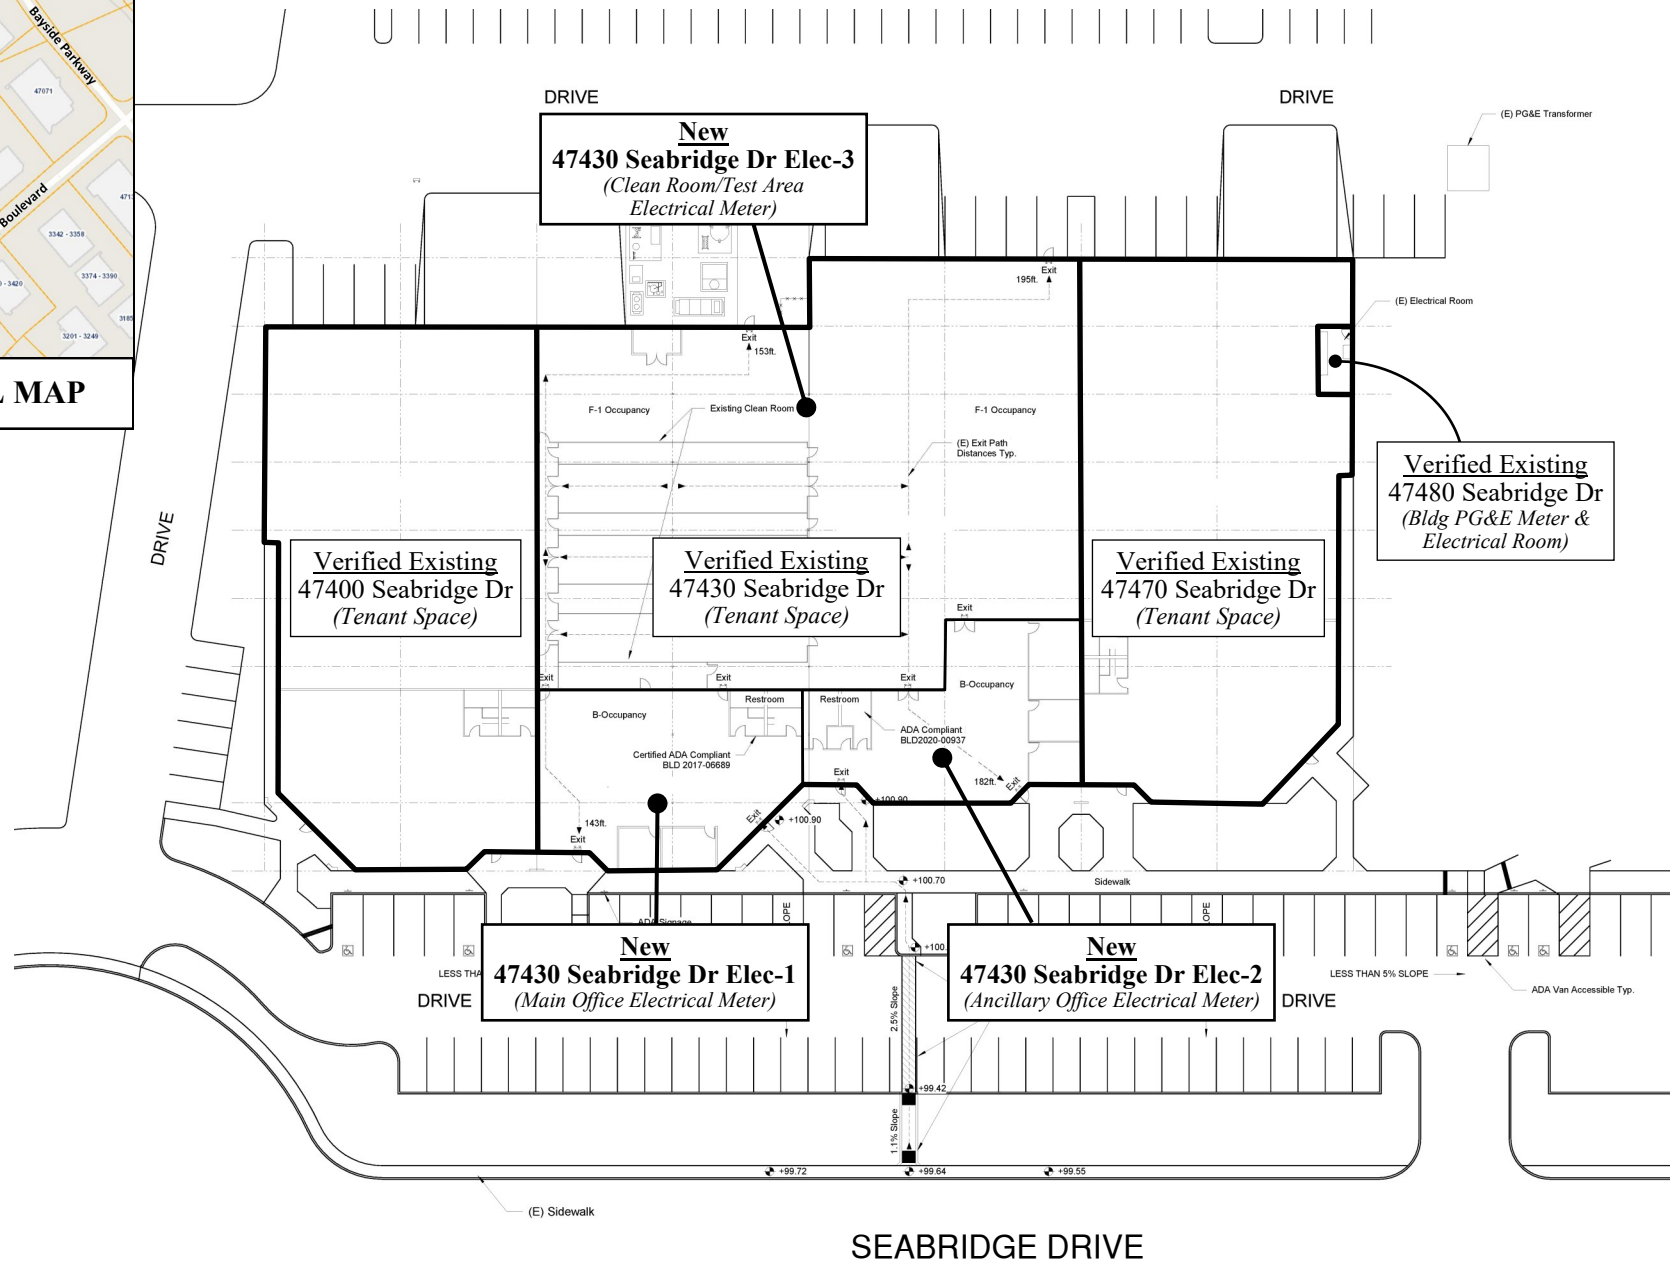 Bayside Parkway
47071
Boulevard
3342 - 3358
3374 - 3390
3201 - 3249
MAP
DRIVE
DRIVE
(E) PG&E Transformer
New
47430 Seabridge Dr Elec-3
(Clean Room/Test Area
Electrical Meter)
Exit
195ft.
(E) Electrical Room
Exit
153ft.
F-1 Occupancy
Existing Clean Room
F-1 Occupancy
(E) Exit Path
Distances Typ.
Verified Existing
47480 Seabridge Dr
(Bldg PG&E Meter &
Electrical Room)
DRIVE
Verified Existing
47400 Seabridge Dr
(Tenant Space)
Verified Existing
47430 Seabridge Dr
(Tenant Space)
Verified Existing
47470 Seabridge Dr
(Tenant Space)
Exit
Exit
Exit
Exit
B-Occupancy
Restroom
Restroom
B-Occupancy
ADA Compliant
BLD2020-00937
Certified ADA Compliant
BLD 2017-06689
Exit
182ft.
Exit
+100.90
143ft.
Exit
Exit
+100.90
+100.70
Sidewalk
ADA Signage
OPE
OPE
+100.
LESS THA
New
47430 Seabridge Dr Elec-1
(Main Office Electrical Meter)
New
47430 Seabridge Dr Elec-2
(Ancillary Office Electrical Meter)
LESS THAN 5% SLOPE
ADA Van Accessible Typ.
DRIVE
DRIVE
2.5% Slope
+99.42
1.1% Slope
+99.72
+99.64
+99.55
(E) Sidewalk
SEABRIDGE DRIVE